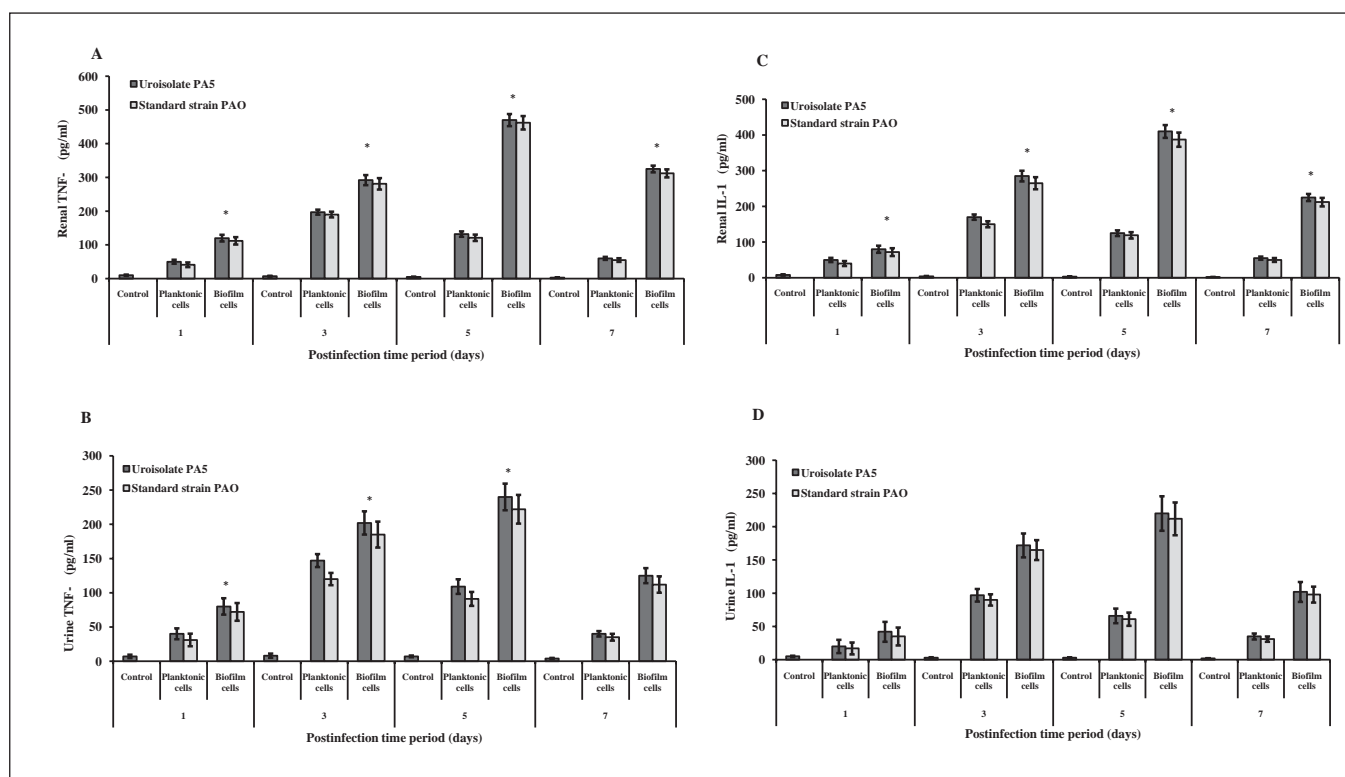 A
Uroisolate PA5
Standard strain PAO
Renal TNF- (pg/ml)
600
500
400
300
200
100
0
*
*
*
*
Control Planktonic cells Biofilm cells Control Planktonic cells Biofilm cells Control Planktonic cells Biofilm cells Control Planktonic cells Biofilm cells
1 3 5 7
Postinfection time period (days)
B
Uroisolate PA5
Standard strain PAO
Urine TNF- (pg/ml)
300
250
200
150
100
50
0
*
*
*
Control Planktonic cells Biofilm cells Control Planktonic cells Biofilm cells Control Planktonic cells Biofilm cells Control Planktonic cells Biofilm cells
1 3 5 7
Postinfection time period (days)
C
Uroisolate PA5
Standard strain PAO
Renal IL-1 (pg/ml)
500
400
300
200
100
0
*
*
*
*
Control Planktonic cells Biofilm cells Control Planktonic cells Biofilm cells Control Planktonic cells Biofilm cells Control Planktonic cells Biofilm cells
1 3 5 7
Postinfection time period (days)
D
Uroisolate PA5
Standard strain PAO
Urine IL-1 (pg/ml)
300
250
200
150
100
50
0
Control Planktonic cells Biofilm cells Control Planktonic cells Biofilm cells Control Planktonic cells Biofilm cells Control Planktonic cells Biofilm cells
1 3 5 7
Postinfection time period (days)